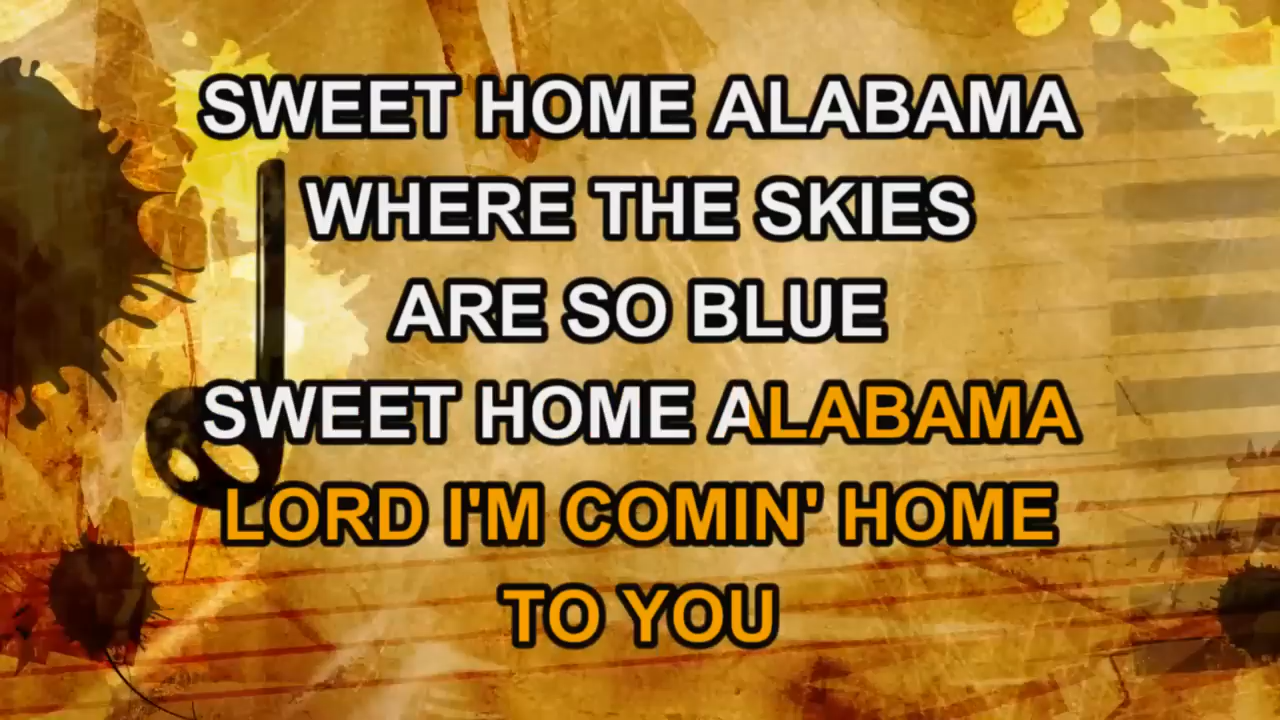 SWEET HOME ALABAMA
WHERE THE SKIES
ARE SO BLUE
SWEET HOME ALABAMA
LORD I'M COMIN' HOME
TO YOU